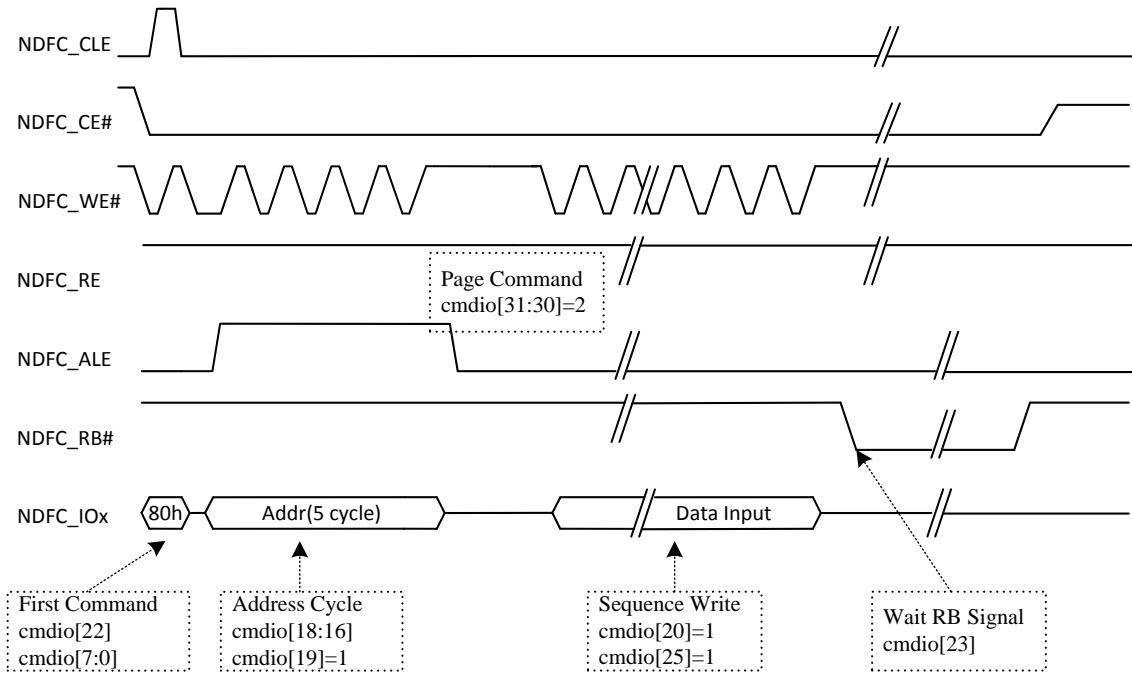 NDFC_CLE
NDFC_CE#
NDFC_WE#
NDFC_RE
Page Command
cmdio[31:30]=2
NDFC_ALE
NDFC_RB#
NDFC_IOx
80h
Addr(5 cycle)
Data Input
First Command
cmdio[22]
cmdio[7:0]
Address Cycle
cmdio[18:16]
cmdio[19]=1
Sequence Write
cmdio[20]=1
cmdio[25]=1
Wait RB Signal
cmdio[23]